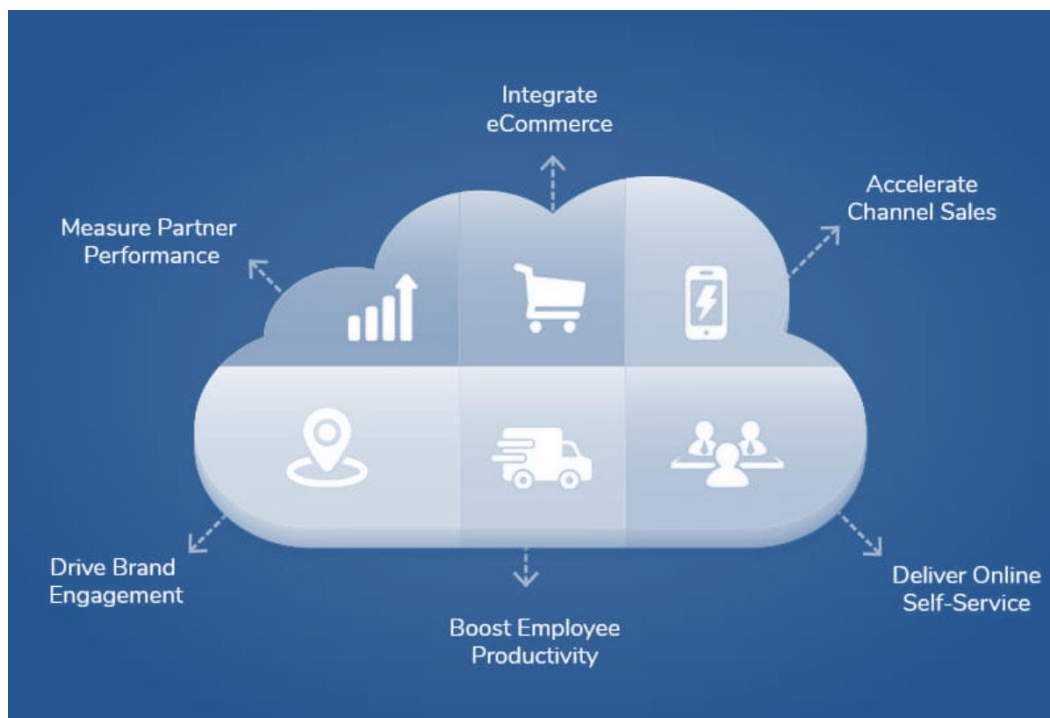 Integrate
eCommerce
Accelerate
Channel Sales
Measure Partner
Performance
Drive Brand
Engagement
Boost Employee
Productivity
Deliver Online
Self-Service